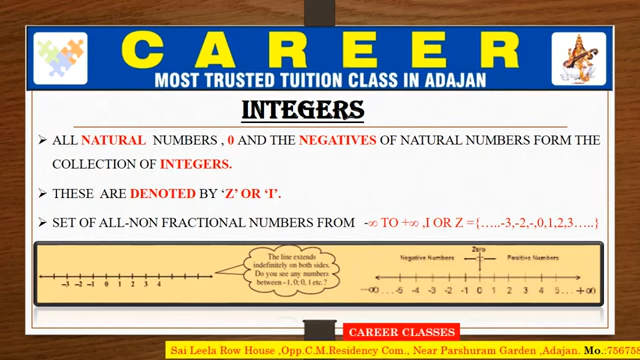 CAREER
MOST TRUSTED TUITION CLASS IN ADAJAN
INTEGERS
➢ ALL NATURAL NUMBERS , 0 AND THE NEGATIVES OF NATURAL NUMBERS FORM THE
COLLECTION OF INTEGERS.
➢ THESE ARE DENOTED BY ‘Z’ OR ‘I’.
➢ SET OF ALL-NON FRACTIONAL NUMBERS FROM -∞ TO +∞ ,I OR Z ={…..-3,-2,-,0,1,2,3…..}
The line extends
indefinitely on both sides.
Do you see any numbers
between –1, 0; 0, 1 etc.?
–3 –2 –1 0 1 2 3 4
Zero
Negative Numbers Positive Numbers
-∞ ... -5 -4 -3 -2 -1 0 1 2 3 4 5 ... +∞
CAREER CLASSES
Sai Leela Row House ,Opp.C.M.Residency Com., Near Parshuram Garden ,Adajan. Mo.:75675